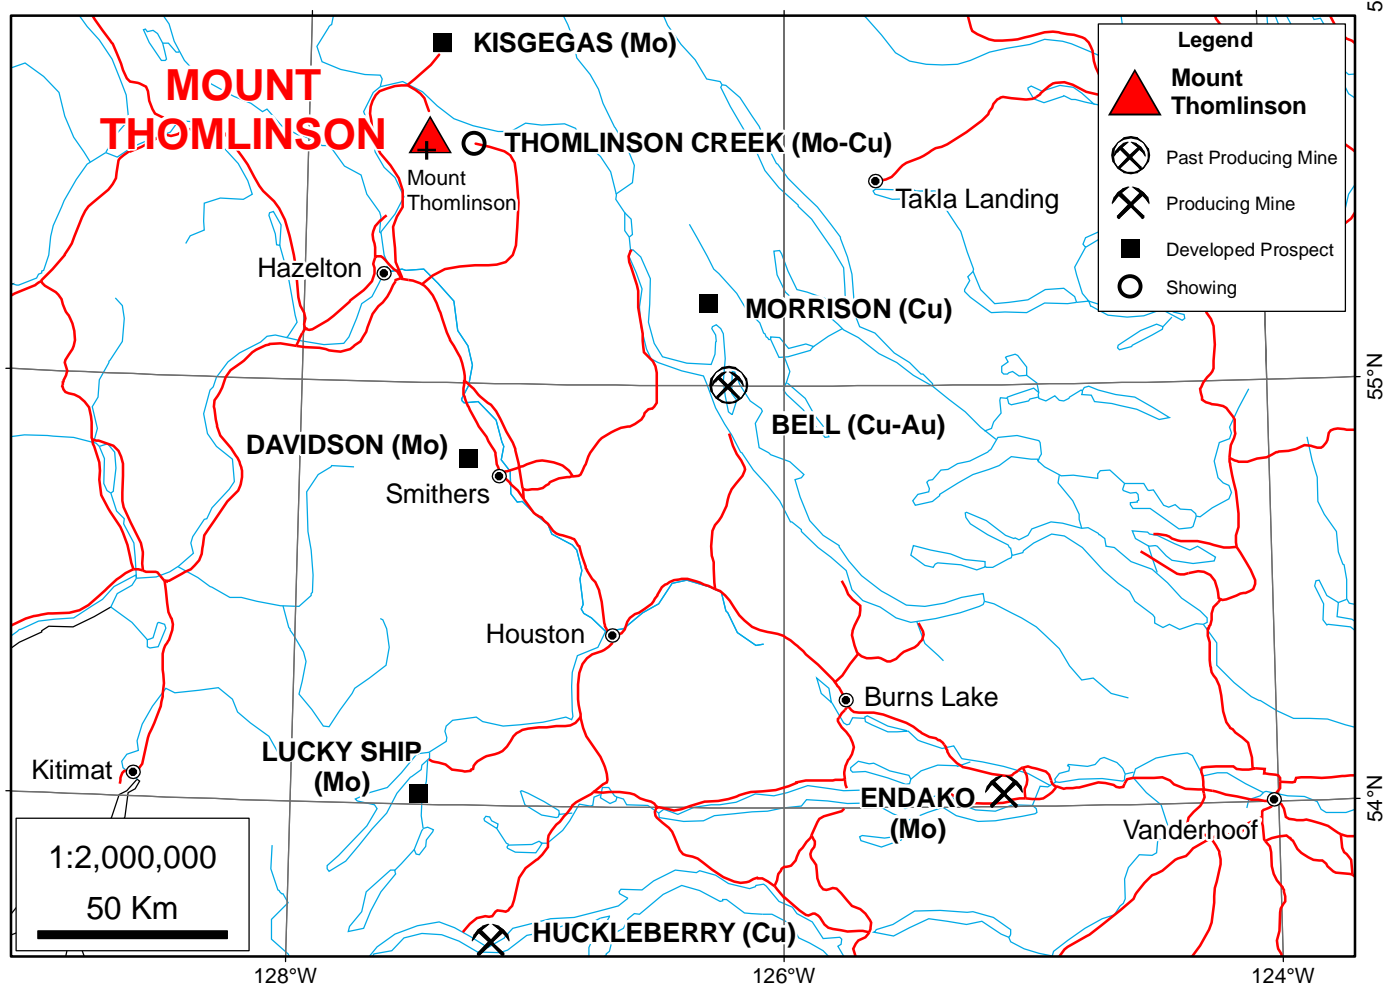 5
KISGEGAS (Mo)
MOUNT
THOMLINSON
THOMLINSON CREEK (Mo-Cu)
Mount
Thomlinson
Takla Landing
Hazelton
MORRISON (Cu)
55°N
BELL (Cu-Au)
DAVIDSON (Mo)
Smithers
Houston
Burns Lake
LUCKY SHIP
(Mo)
Kitimat
ENDAKO
(Mo)
54°N
Vanderhoof
HUCKLEBERRY (Cu)
Legend
Mount
Thomlinson
Past Producing Mine
Producing Mine
Developed Prospect
Showing
1:2,000,000
50 Km
128°W
126°W
124°W